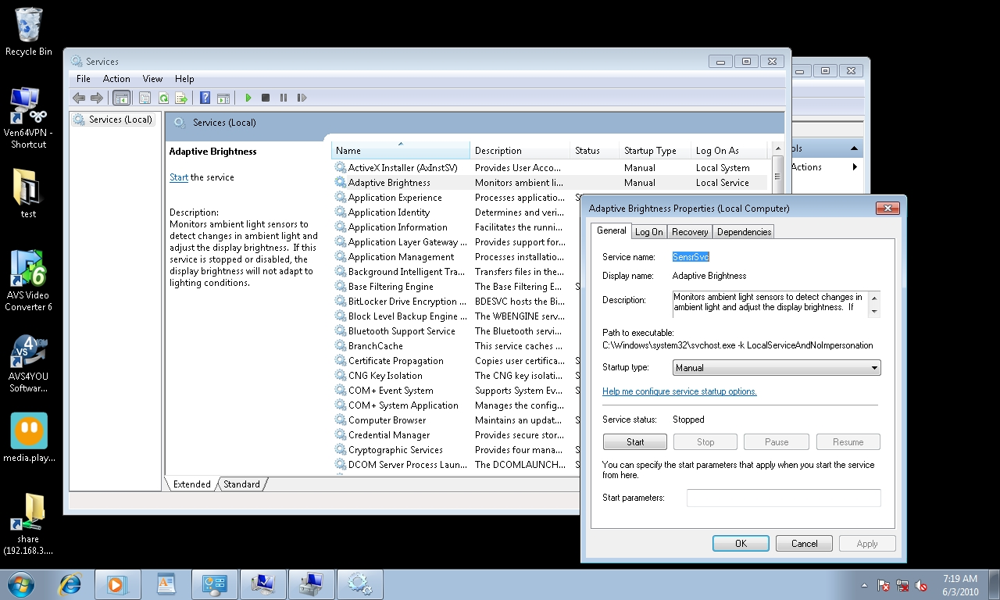 Recycle Bin
Ven64VPN -
Shortcut
test
AVS Video
Converter 6
AVS4YOU
Softwar...
media.play...
share
(192.168.3....
Services
File Action View Help
Services (Local)
Services (Local)
Adaptive Brightness
Start the service
Description:
Monitors ambient light sensors to
detect changes in ambient light and
adjust the display brightness. If this
service is stopped or disabled, the
display brightness will not adapt to
lighting conditions.
Name Description Status Startup Type Log On As
ActiveX Installer (AxInstSV) Provides User Acco... Manual Local System
Adaptive Brightness Monitors ambient li... Manual Local Service
Application Experience Processes applicatio... S
Application Identity Determines and veri...
Application Information Facilitates the runni...
Application Layer Gateway ... Provides support for...
Application Management Processes installatio...
Background Intelligent Tra... Transfers files in the...
Base Filtering Engine The Base Filtering E...
BitLocker Drive Encryption ... BDESVC hosts the Bi...
Block Level Backup Engine ... The WBENGINE serv...
Bluetooth Support Service The Bluetooth servi...
BranchCache This service caches ...
Certificate Propagation Copies user certifica... S
CNG Key Isolation The CNG key isolati... S
COM+ Event System Supports System Ev... S
COM+ System Application Manages the config...
Computer Browser Maintains an updat... S
Credential Manager Provides secure stor...
Cryptographic Services Provides four mana... S
DCOM Server Process Laun... The DCOMLAUNCH... S
Extended Standard
ols
Actions
Adaptive Brightness Properties (Local Computer)
General Log On Recovery Dependencies
Service name: SensrSvc
Display name: Adaptive Brightness
Description: Monitors ambient light sensors to detect changes in
ambient light and adjust the display brightness. If
Path to executable:
C:\Windows\system32\svchost.exe -k LocalServiceAndNoImpersonation
Startup type: Manual
Help me configure service startup options.
Service status: Stopped
Start Stop Pause Resume
You can specify the start parameters that apply when you start the service
from here.
Start parameters:
OK Cancel Apply
7:19 AM
6/3/2010